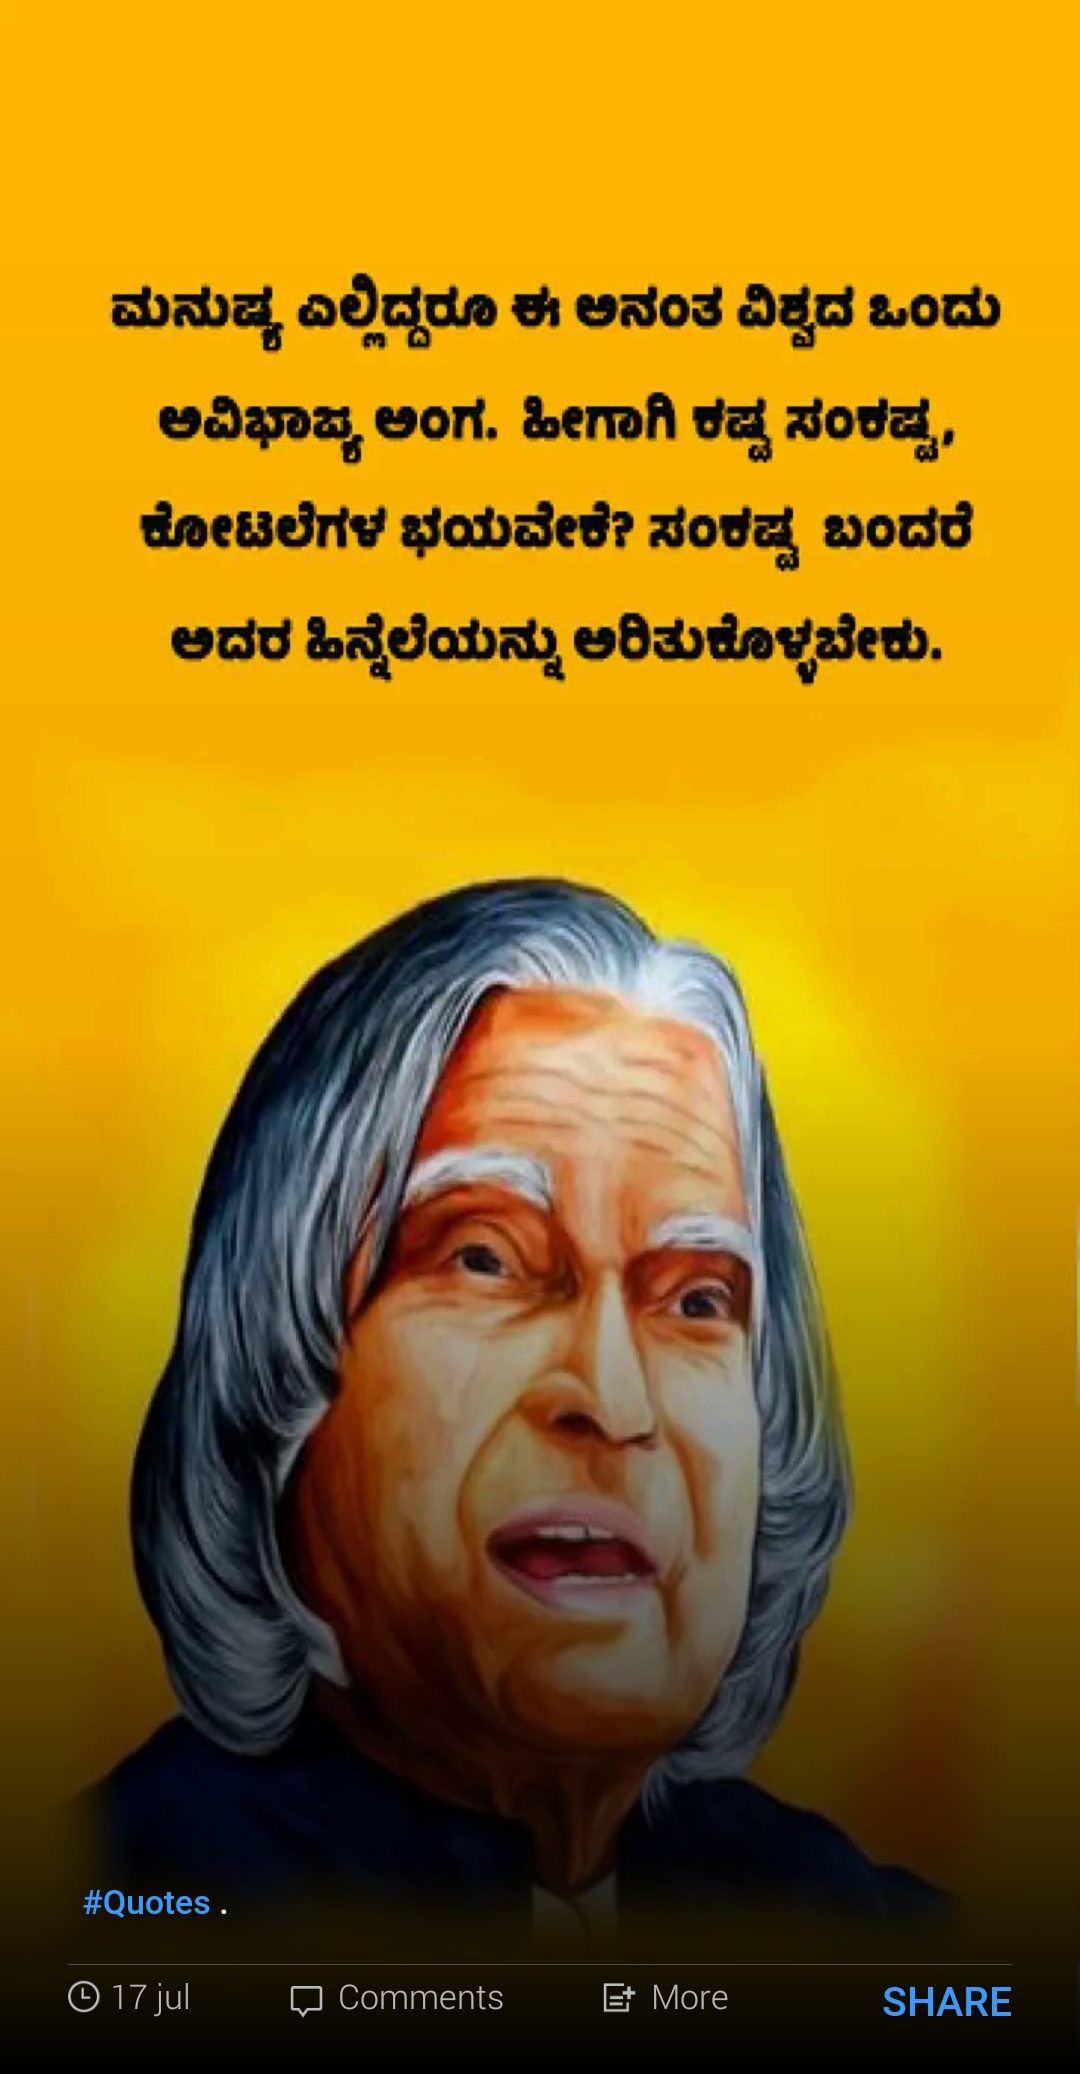 ಮನುಷ್ಯ ಎಲ್ಲಿದ್ದರೂ ಈ ಅನಂತ ವಿಶ್ವದ ಒಂದು
ಅವಿಭಾಜ್ಯ ಅಂಗ. ಹೀಗಾಗಿ ಕಷ್ಟ ಸಂಕಷ್ಟ,
ಕೋಟಲೆಗಳ ಭಯವೇಕೆ? ಸಂಕಷ್ಟ ಬಂದರೆ
ಅದರ ಹಿನ್ನೆಲೆಯನ್ನು ಅರಿತುಕೊಳ್ಳಬೇಕು.
#Quotes .
17 jul Comments More SHARE